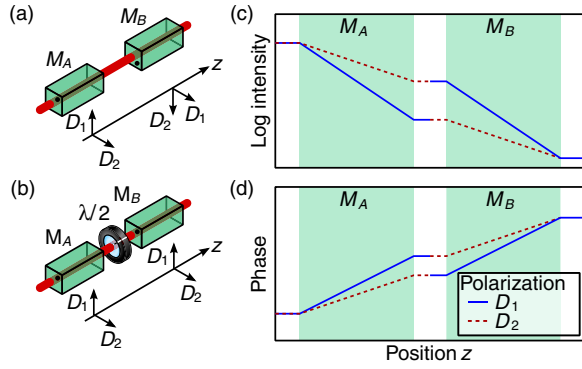 (a)
M_B
M_A
z
D_1
D_1
D_2
D_2
(b)
M_B
λ/2
M_A
z
D_1
D_1
D_2
D_2
(c)
M_A
M_B
Log intensity
(d)
M_A
M_B
Phase
Polarization
D_1
D_2
Position z